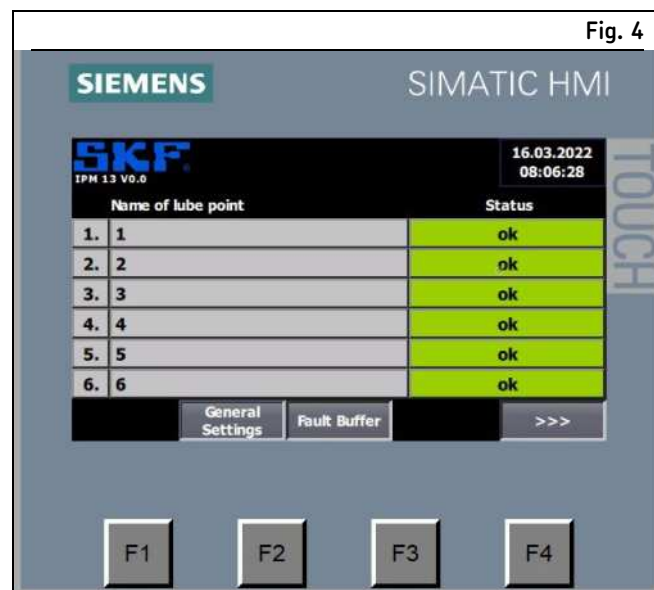 Fig. 4
SIEMENS SIMATIC HMI
SKF
IPM 13 V0.0
16.03.2022
08:06:28
TOUCH
Name of lube point Status
1. 1 ok
2. 2 ok
3. 3 ok
4. 4 ok
5. 5 ok
6. 6 ok
General Settings
Fault Buffer
>>>
F1 F2 F3 F4